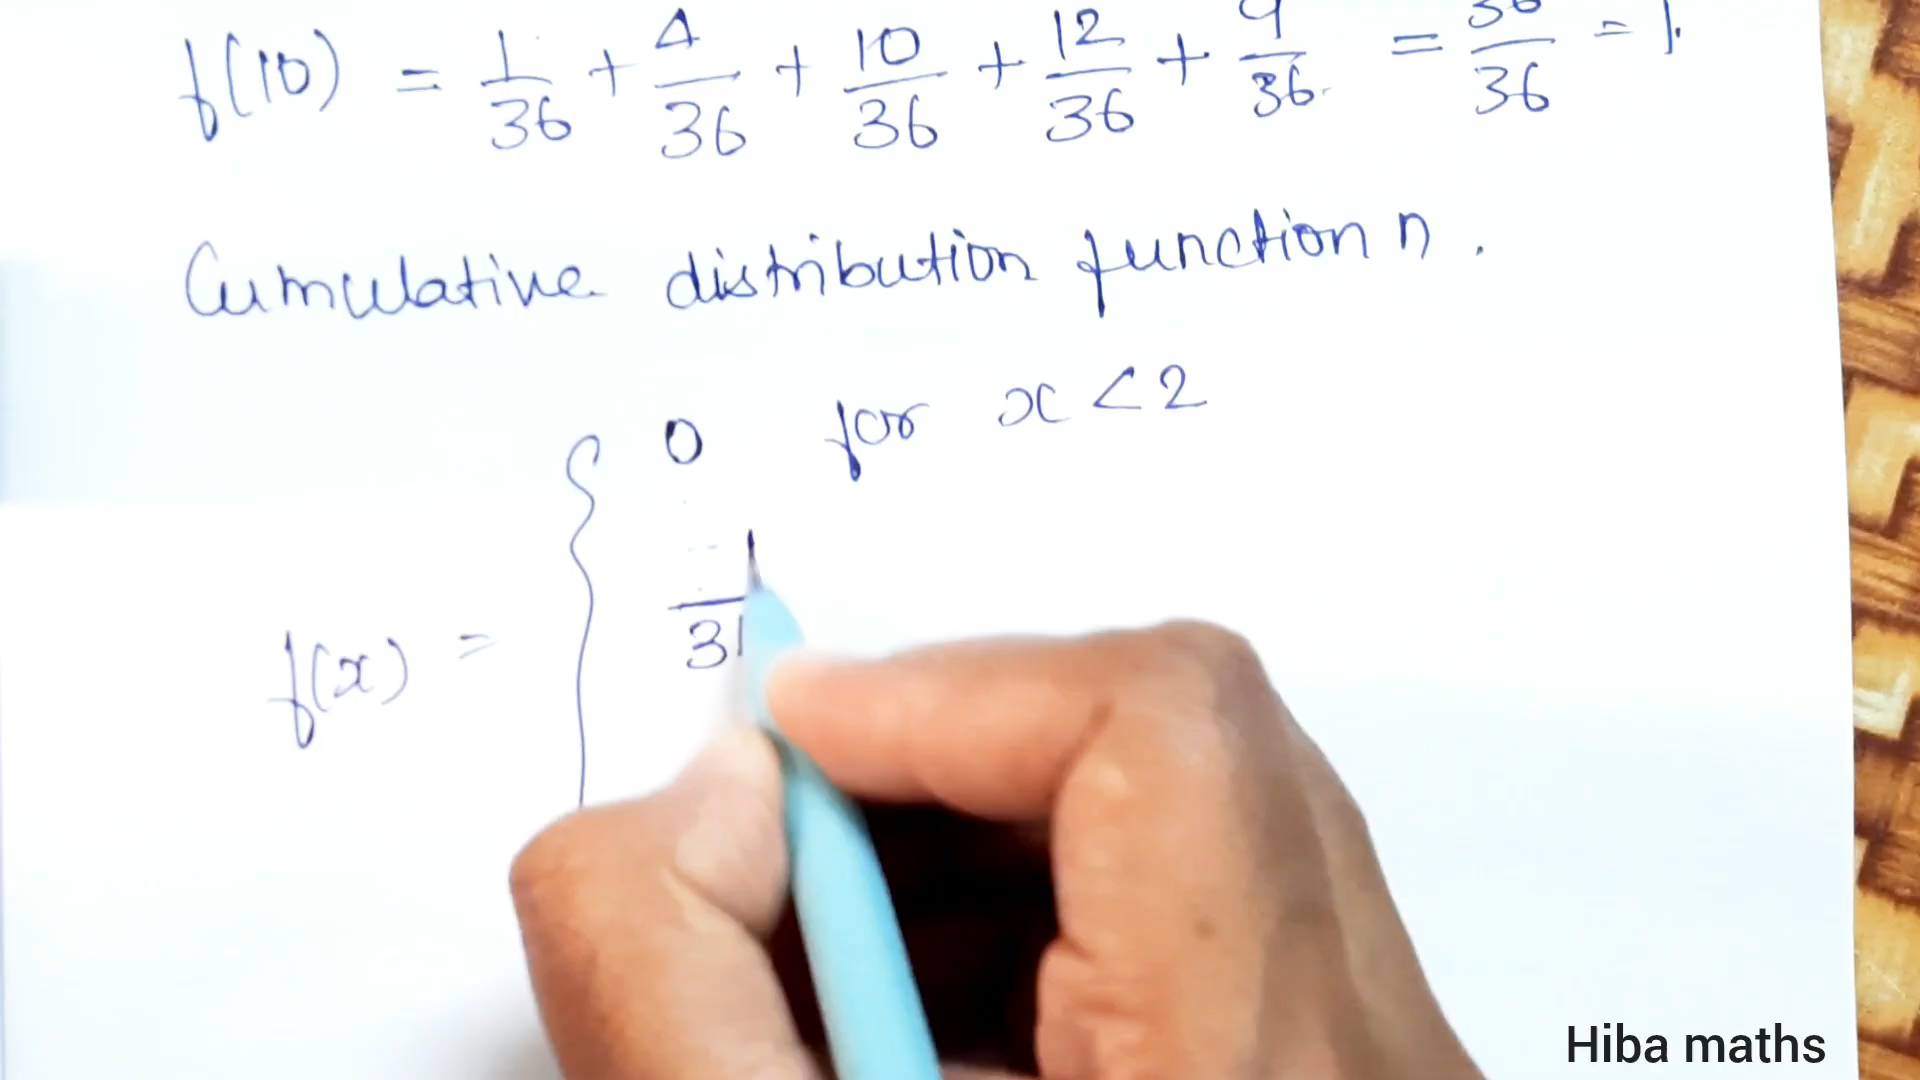 f(10) = 1/36 + 4/36 + 10/36 + 12/36 + 9/36 = 36/36 = 1.
Cumulative distribution function n.
0 for x < 2
f(x) = {
/3
Hiba maths